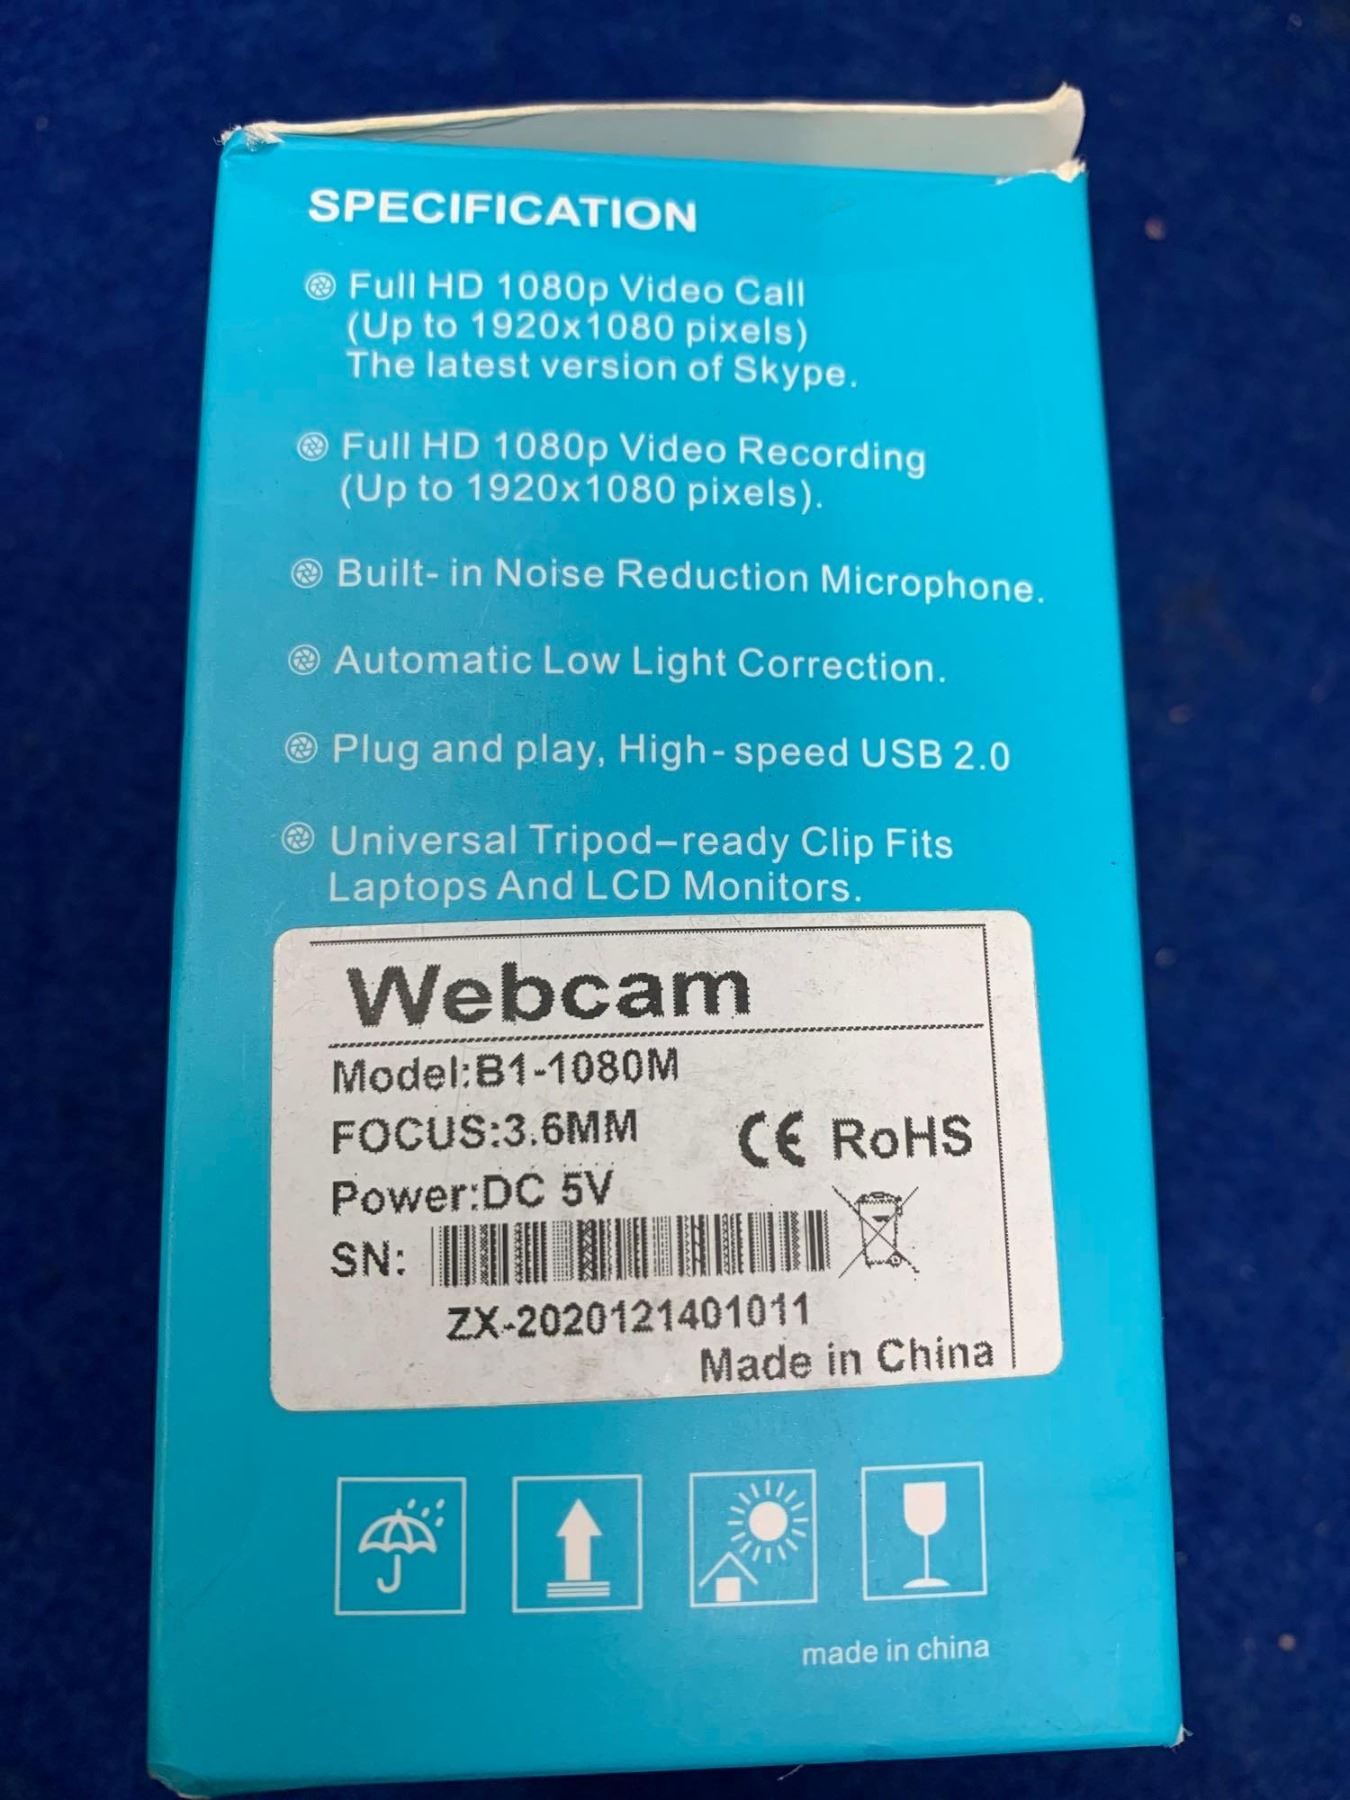 SPECIFICATION
Full HD 1080p Video Call
(Up to 1920x1080 pixels)
The latest version of Skype.
Full HD 1080p Video Recording
(Up to 1920x1080 pixels).
Built- in Noise Reduction Microphone.
Automatic Low Light Correction.
Plug and play, High-speed USB 2.0
Universal Tripod–ready Clip Fits
Laptops And LCD Monitors.
Webcam
Model:B1-1080M
FOCUS:3.6MM
CE RoHS
Power:DC 5V
SN:
ZX-2020121401011
Made in China
made in china